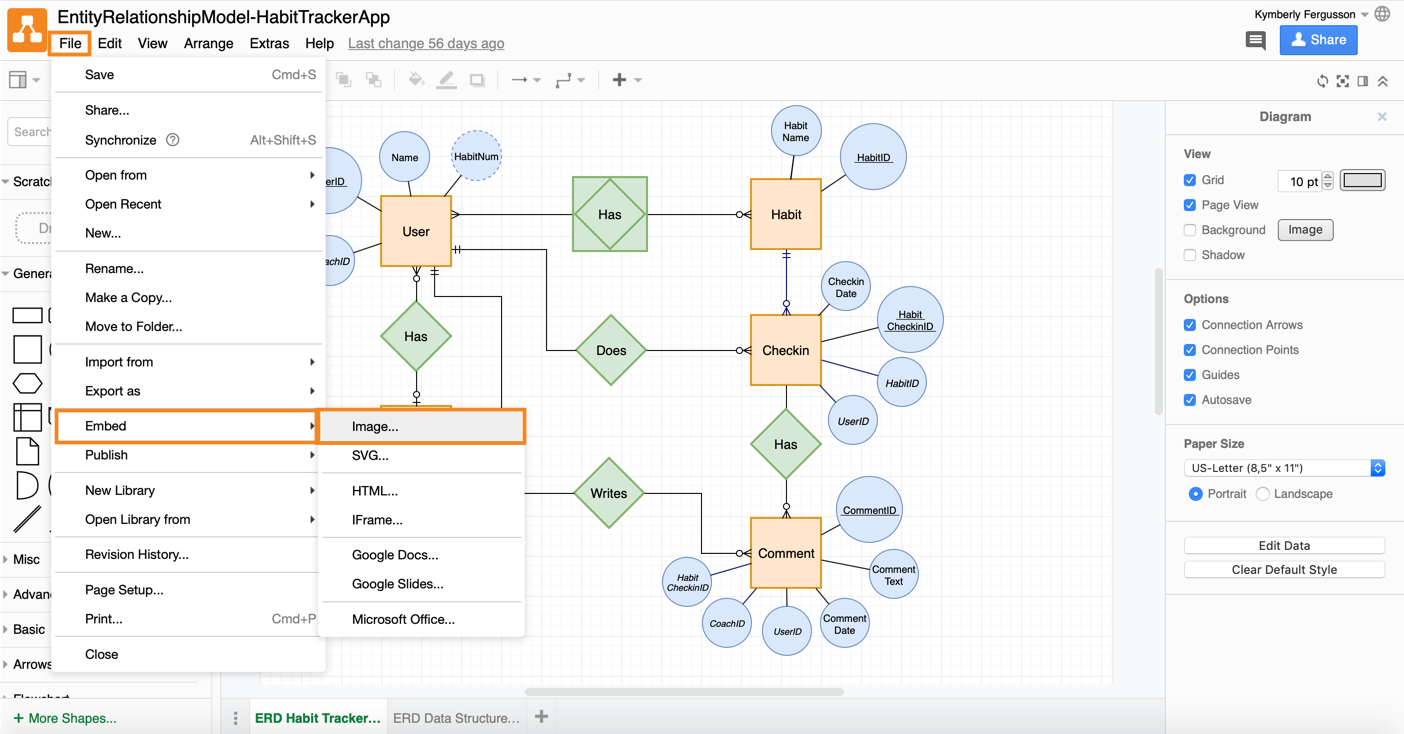 EntityRelationshipModel-HabitTrackerApp
Kymberly Fergusson
File Edit View Arrange Extras Help Last change 56 days ago
Share
Save Cmd+S
Share...
Synchronize ? Alt+Shift+S
Open from
Open Recent
New...
Rename...
Make a Copy...
Move to Folder...
Import from
Export as
Embed
Publish
New Library
Open Library from
Revision History...
Page Setup...
Print... Cmd+P
Close
Image...
SVG...
HTML...
IFrame...
Google Docs...
Google Slides...
Microsoft Office...
Search
Misc
Basic
Arrows
+ More Shapes...
Name
HabitNum
User
Has
Has
Does
Writes
Habit
Name
HabitID
Habit
Checkin
Date
Habit
CheckinID
Checkin
HabitID
UserID
Has
CommentID
Comment
Comment
Text
Habit
CheckinID
CoachID
UserID
Comment
Date
Diagram
View
Grid 10 pt
Page View
Background Image
Shadow
Options
Connection Arrows
Connection Points
Guides
Autosave
Paper Size
US-Letter (8,5" x 11")
Portrait Landscape
Edit Data
Clear Default Style
ERD Habit Tracker... ERD Data Structure...